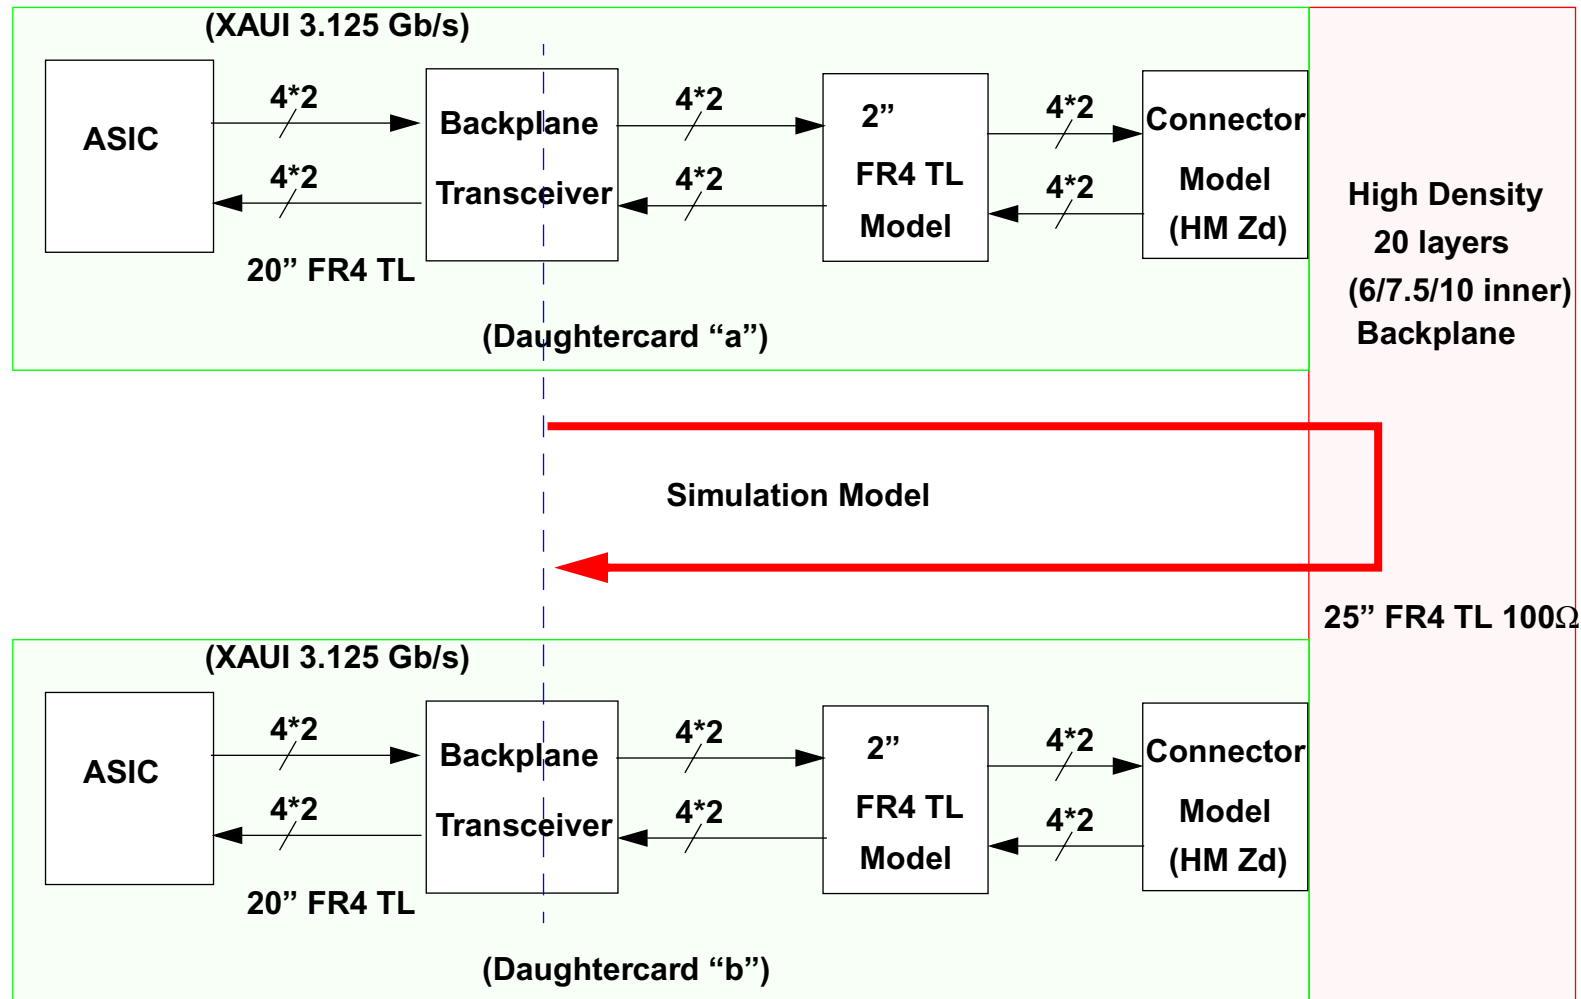 (XAUI 3.125 Gb/s)
ASIC
4*2
4*2
20” FR4 TL
Backplane
Transceiver
4*2
4*2
2”
FR4 TL
Model
4*2
4*2
Connector
Model
(HM Zd)
(Daughtercard “a”)
High Density
20 layers
(6/7.5/10 inner)
Backplane
Simulation Model
25” FR4 TL 100Ω
(XAUI 3.125 Gb/s)
ASIC
4*2
4*2
20” FR4 TL
Backplane
Transceiver
4*2
4*2
2”
FR4 TL
Model
4*2
4*2
Connector
Model
(HM Zd)
(Daughtercard “b”)